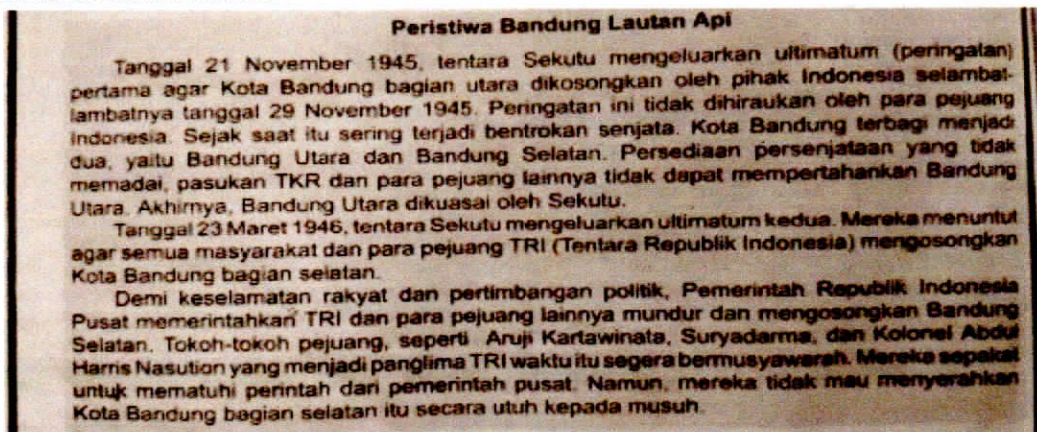 Peristiwa Bandung Lautan Api
Tanggal 21 November 1945, tentara Sekutu mengeluarkan ultimatum (peringatan)
pertama agar Kota Bandung bagian utara dikosongkan oleh pihak Indonesia selambat-
lambatnya tanggal 29 November 1945. Peringatan ini tidak dihiraukan oleh para pejuang
Indonesia. Sejak saat itu sering terjadi bentrokan senjata. Kota Bandung terbagi menjadi
dua, yaitu Bandung Utara dan Bandung Selatan. Persediaan persenjataan yang tidak
memadai, pasukan TKR dan para pejuang lainnya tidak dapat mempertahankan Bandung
Utara. Akhirnya, Bandung Utara dikuasai oleh Sekutu.
Tanggal 23 Maret 1946, tentara Sekutu mengeluarkan ultimatum kedua. Mereka menuntut
agar semua masyarakat dan para pejuang TRI (Tentara Republik Indonesia) mengosongkan
Kota Bandung bagian selatan.
Demi keselamatan rakyat dan pertimbangan politik, Pemerintah Republik Indonesia
Pusat memerintahkan TRI dan para pejuang lainnya mundur dan mengosongkan Bandung
Selatan. Tokoh-tokoh pejuang, seperti Aruji Kartawinata, Suryadarma, dan Kolonel Abdul
Harris Nasution yang menjadi panglima TRI waktu itu segera bermusyawarah. Mereka sepakat
untuk mematuhi perintah dari pemerintah pusat. Namun, mereka tidak mau menyerahkan
Kota Bandung bagian selatan itu secara utuh kepada musuh.